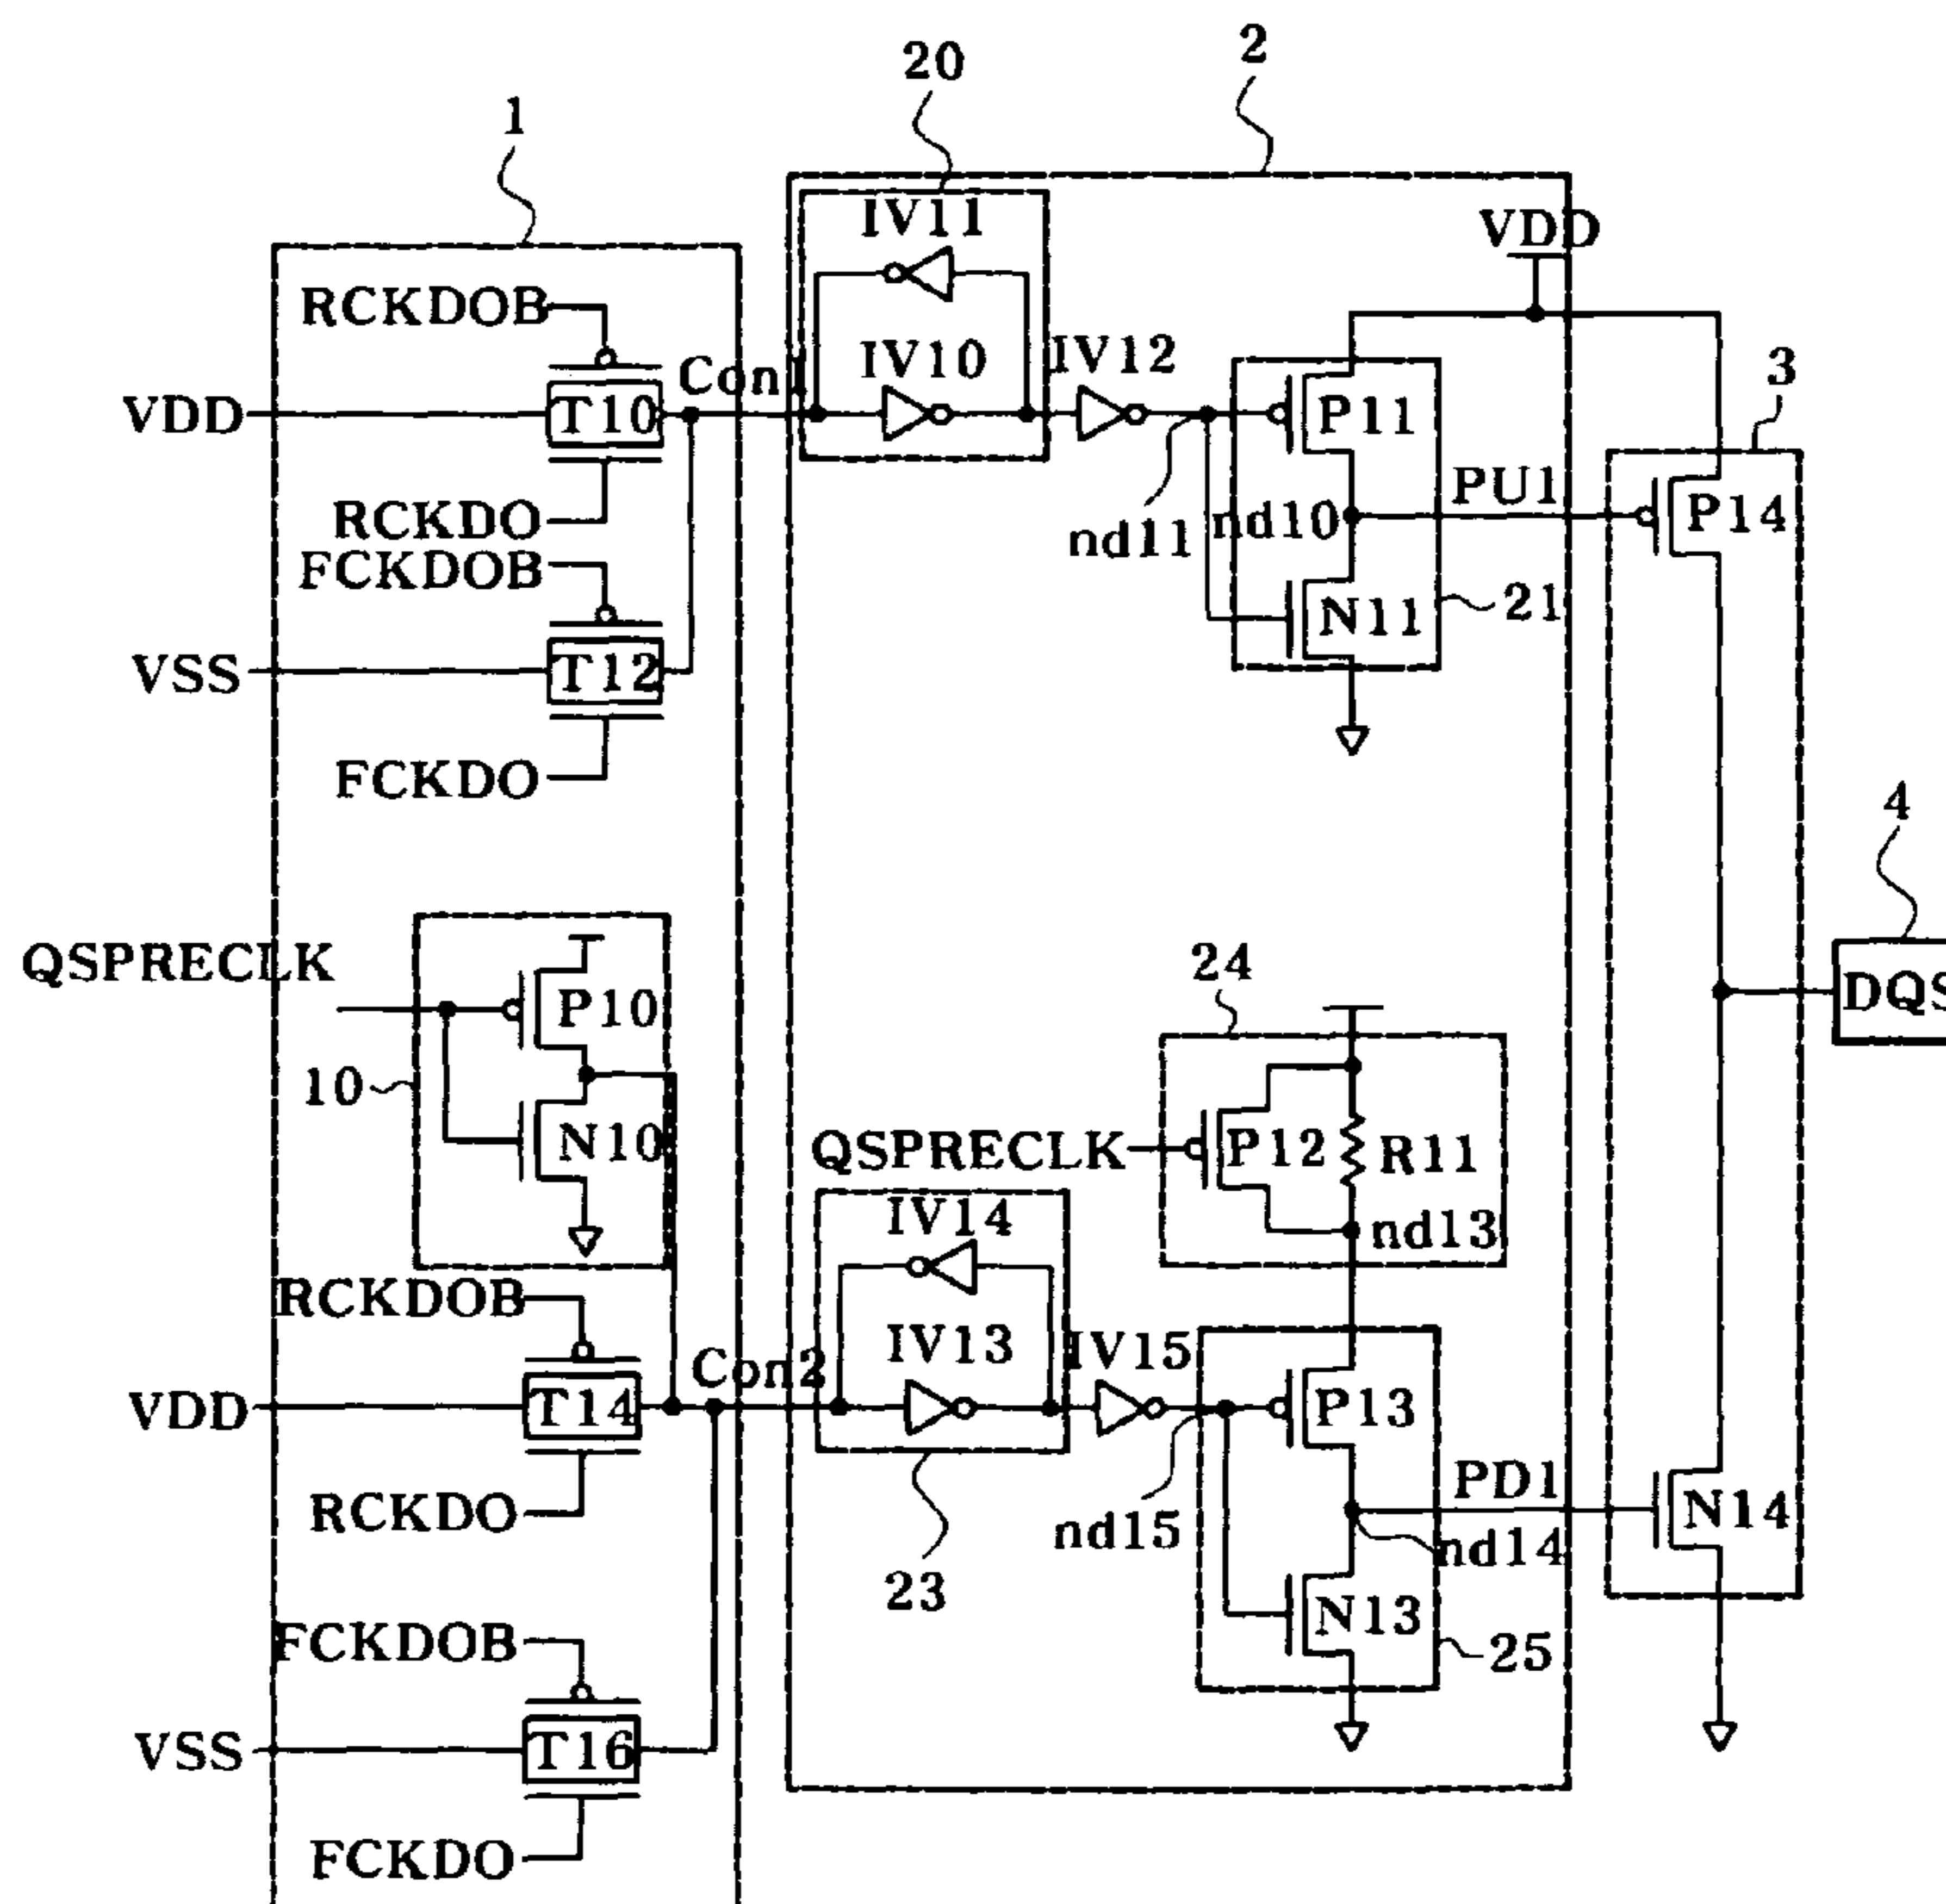 20
2
1
IV11
VDD
RCKDOB
IV10
IV12
Con1
3
VDD
T10
P11
PU1
P14
RCKDO
nd11
nd10
FCKDOB
21
N11
VSS
T12
FCKDO
4
QSPRECLK
24
DQS
P10
10
N10
QSPRECLK
P12
R11
IV14
nd13
RCKDOB
IV13
IV15
Con2
VDD
T14
P13
PD1
RCKDO
nd15
nd14
N14
23
N13
FCKDOB
25
VSS
T16
FCKDO